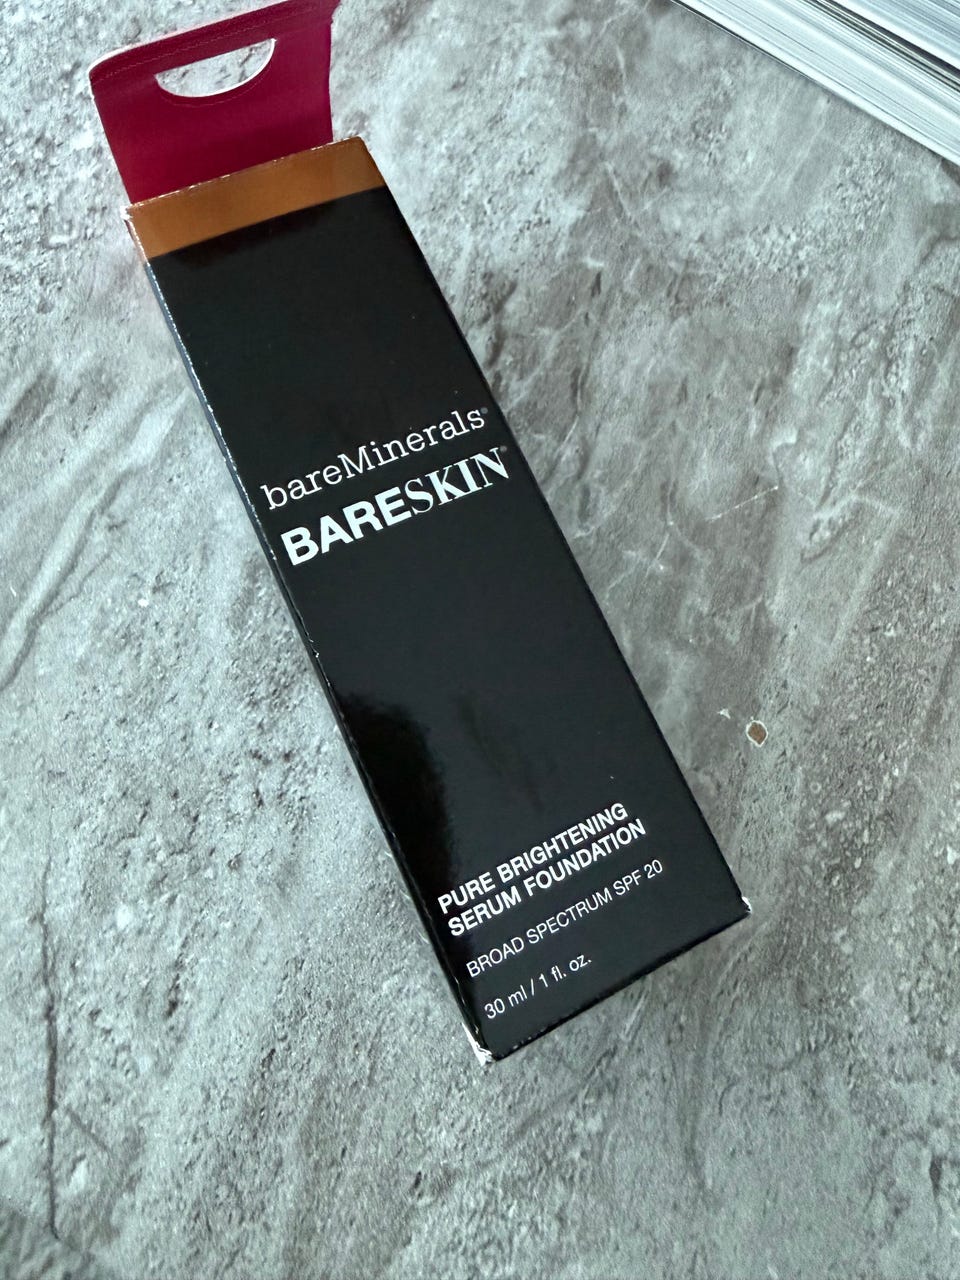 bareMinerals®
BARESKIN®
PURE BRIGHTENING
SERUM FOUNDATION
BROAD SPECTRUM SPF 20
30 ml / 1 fl. oz.